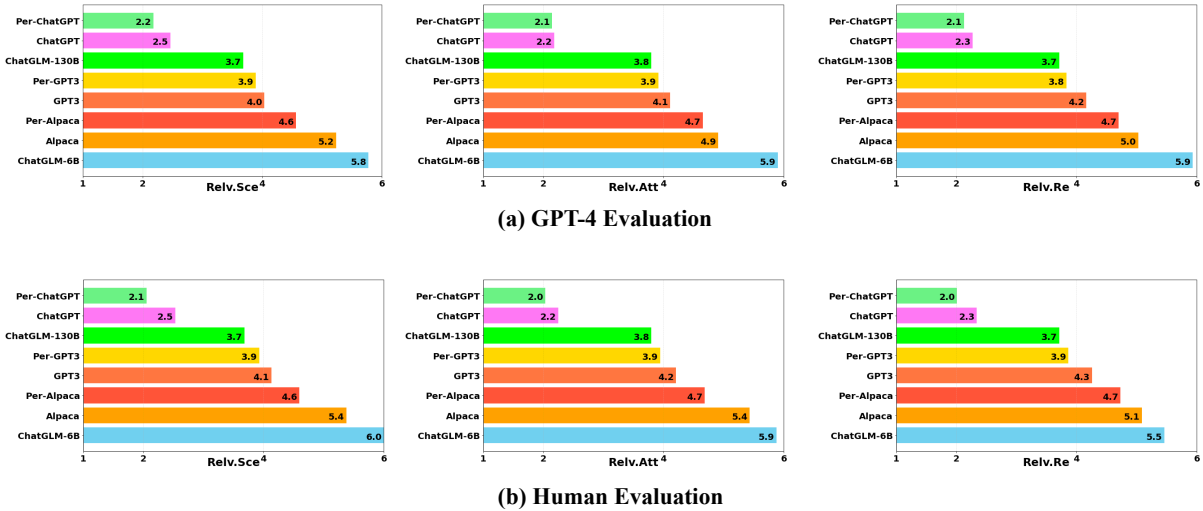 Per-ChatGPT 2.2
ChatGPT 2.5
ChatGLM-130B 3.7
Per-GPT3 3.9
GPT3 4.0
Per-Alpaca 4.6
Alpaca 5.2
ChatGLM-6B 5.8
1 2 4 6
Relv.Sce
Per-ChatGPT 2.1
ChatGPT 2.2
ChatGLM-130B 3.8
Per-GPT3 3.9
GPT3 4.1
Per-Alpaca 4.7
Alpaca 4.9
ChatGLM-6B 5.9
1 2 4 6
Relv.Att
Per-ChatGPT 2.1
ChatGPT 2.3
ChatGLM-130B 3.7
Per-GPT3 3.8
GPT3 4.2
Per-Alpaca 4.7
Alpaca 5.0
ChatGLM-6B 5.9
1 2 4 6
Relv.Re
(a) GPT-4 Evaluation
Per-ChatGPT 2.1
ChatGPT 2.5
ChatGLM-130B 3.7
Per-GPT3 3.9
GPT3 4.1
Per-Alpaca 4.6
Alpaca 5.4
ChatGLM-6B 6.0
1 2 4 6
Relv.Sce
Per-ChatGPT 2.0
ChatGPT 2.2
ChatGLM-130B 3.8
Per-GPT3 3.9
GPT3 4.2
Per-Alpaca 4.7
Alpaca 5.4
ChatGLM-6B 5.9
1 2 4 6
Relv.Att
Per-ChatGPT 2.0
ChatGPT 2.3
ChatGLM-130B 3.7
Per-GPT3 3.9
GPT3 4.3
Per-Alpaca 4.7
Alpaca 5.1
ChatGLM-6B 5.5
1 2 4 6
Relv.Re
(b) Human Evaluation